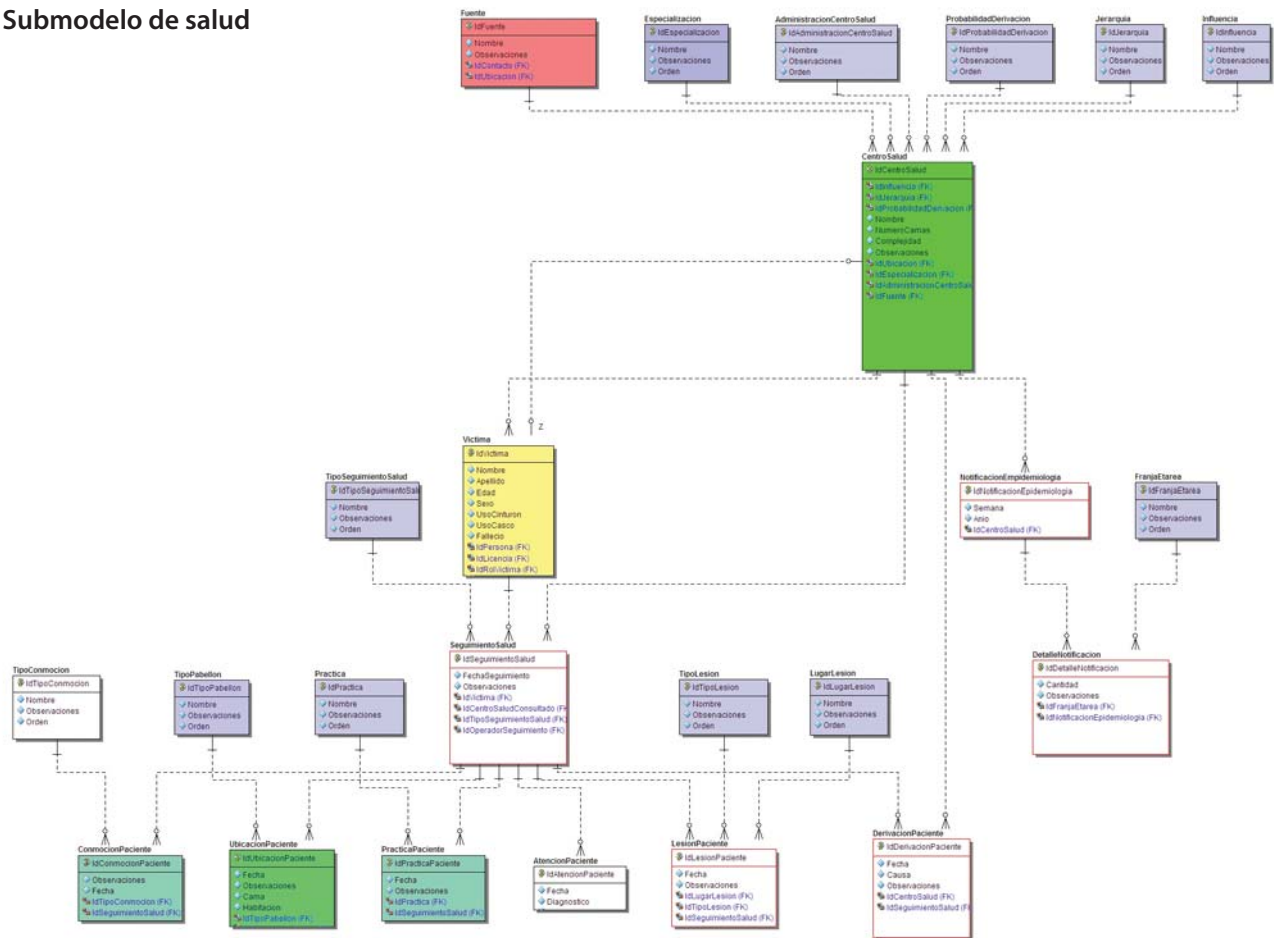 Submodelo de salud
Fuente
IdFuente
Nombre
Observaciones
IdContacto (FK)
IdUbicacion (FK)
Especializacion
IdEspecializacion
Nombre
Observaciones
Orden
AdministracionCentroSalud
IdAdministracionCentroSalud
Nombre
Observaciones
Orden
ProbabilidadDerivacion
IdProbabilidadDerivacion
Nombre
Observaciones
Orden
Jerarquia
IdJerarquia
Nombre
Observaciones
Orden
Influencia
IdInfluencia
Nombre
Observaciones
Orden
CentroSalud
IdCentroSalud
IdInfluencia (FK)
IdJerarquia (FK)
IdProbabilidadDerivacion (F
Nombre
NumeroCamas
Complejidad
Observaciones
IdUbicacion (FK)
IdEspecializacion (FK)
IdAdministracionCentroSalu
IdFuente (FK)
Z
Victima
IdVictima
Nombre
Apellido
Edad
Sexo
UsoCinturon
UsoCasco
Fallecio
IdPersona (FK)
IdLicencia (FK)
IdRolVictima (FK)
TipoSeguimientoSalud
IdTipoSeguimientoSalu
Nombre
Observaciones
Orden
NotificacionEmpidemiologia
IdNotificacionEpidemiologia
Semana
Anio
IdCentroSalud (FK)
FranjaEtarea
IdFranjaEtarea
Nombre
Observaciones
Orden
SeguimientoSalud
IdSeguimientoSalud
FechaSeguimiento
Observaciones
IdVictima (FK)
IdCentroSaludConsultado (FK
IdTipoSeguimientoSalud (FK)
IdOperadorSeguimiento (FK)
DetalleNotificacion
IdDetalleNotificacion
Cantidad
Observaciones
IdFranjaEtarea (FK)
IdNotificacionEpidemiologia (FK)
TipoConmocion
IdTipoConmocion
Nombre
Observaciones
Orden
TipoPabellon
IdTipoPabellon
Nombre
Observaciones
Orden
Practica
IdPractica
Nombre
Observaciones
Orden
TipoLesion
IdTipoLesion
Nombre
Observaciones
Orden
LugarLesion
IdLugarLesion
Nombre
Observaciones
Orden
ConmocionPaciente
IdConmocionPaciente
Observaciones
Fecha
IdTipoConmocion (FK)
IdSeguimientoSalud (FK)
UbicacionPaciente
IdUbicacionPaciente
Fecha
Observaciones
Cama
Habitacion
IdTipoPabellon (FK)
PracticaPaciente
IdPracticaPaciente
Fecha
Observaciones
IdPractica (FK)
IdSeguimientoSalud (FK)
AtencionPaciente
IdAtencionPaciente
Fecha
Diagnostico
LesionPaciente
IdLesionPaciente
Fecha
Observaciones
IdLugarLesion (FK)
IdTipoLesion (FK)
IdSeguimientoSalud (FK)
DerivacionPaciente
IdDerivacionPaciente
Fecha
Causa
Observaciones
IdCentroSalud (FK)
IdSeguimientoSalud (F